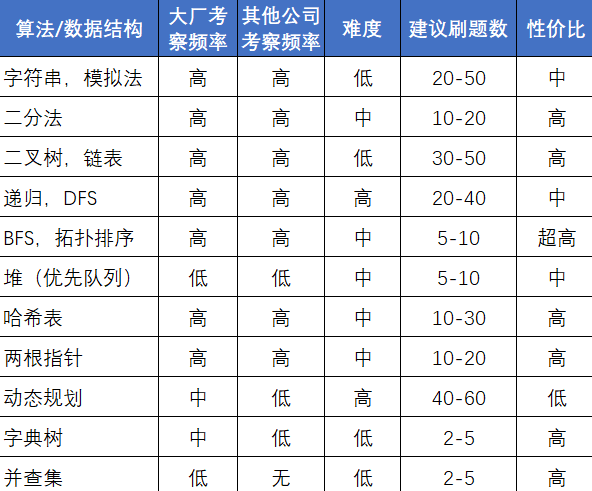 算法/数据结构 大厂考察频率 其他公司考察频率 难度 建议刷题数 性价比
字符串，模拟法 高 高 低 20-50 中
二分法 高 高 中 10-20 高
二叉树，链表 高 高 低 30-50 高
递归，DFS 高 高 高 20-40 中
BFS，拓扑排序 高 高 中 5-10 超高
堆（优先队列） 低 低 中 5-10 中
哈希表 高 高 中 10-30 高
两根指针 高 高 中 10-20 高
动态规划 中 低 高 40-60 低
字典树 中 低 低 2-5 高
并查集 低 无 低 2-5 高